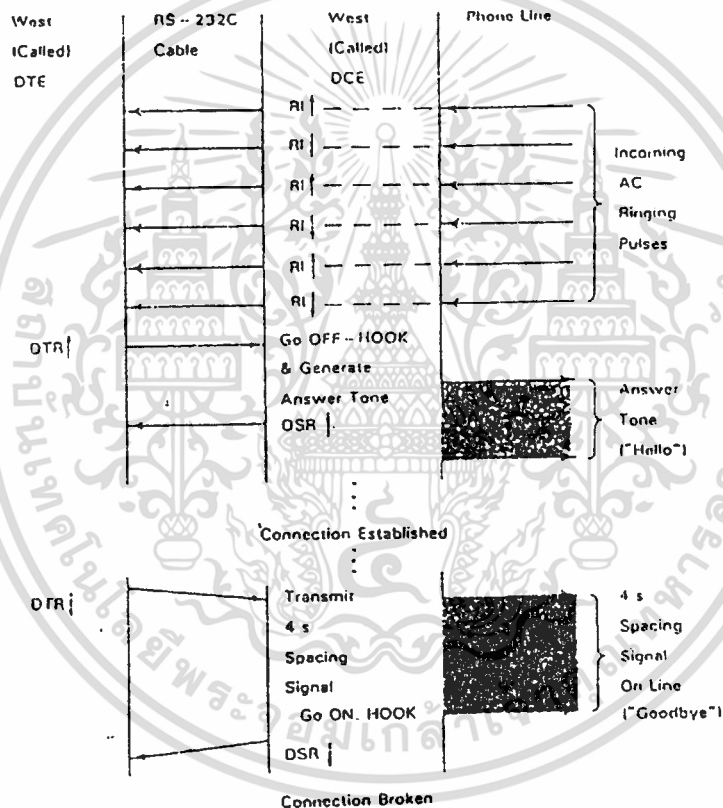 West RS - 232C West Phone Line
(Called) Cable (Called)
DTE DCE
RI
RI
RI
RI
RI
RI
Incoming
AC
Ringing
Pulses
DTR Go OFF - HOOK
& Generate
Answer Tone
DSR
Answer
Tone
("Hello")
Connection Established
DTR Transmit
4 s
Spacing
Signal
Go ON. HOOK
DSR
4 s
Spacing
Signal
On Line
("Goodbye")
Connection Broken